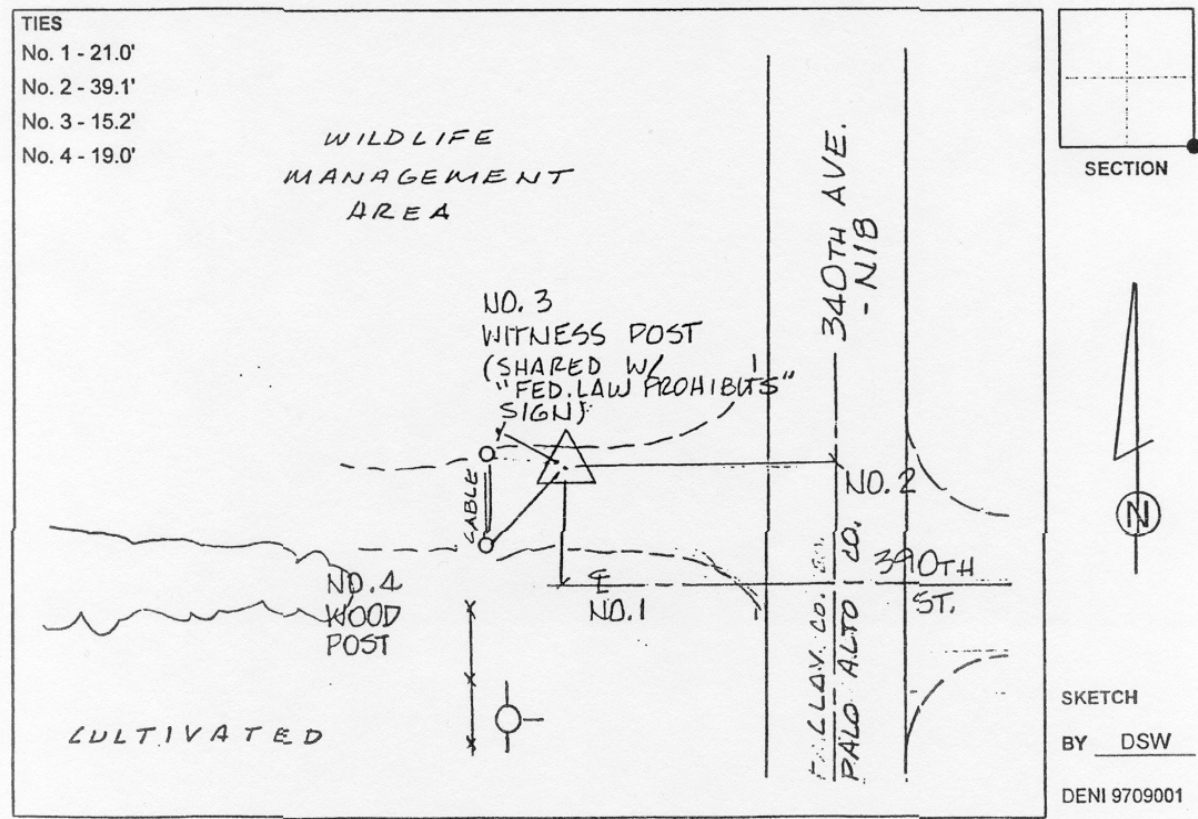 TIES
No. 1 - 21.0'
No. 2 - 39.1'
No. 3 - 15.2'
No. 4 - 19.0'
WILDLIFE
MANAGEMENT
AREA
340TH AVE.
- N18
SECTION
NO. 3
WITNESS POST
(SHARED W/
"FED. LAW PROHIBITS"
SIGN)
CABLE
NO. 2
N
390TH
ST.
NO. 4
WOOD
POST
℄
NO. 1
CLAY. CO.
PALO ALTO CO.
CULTIVATED
SKETCH
BY DSW
DENI 9709001